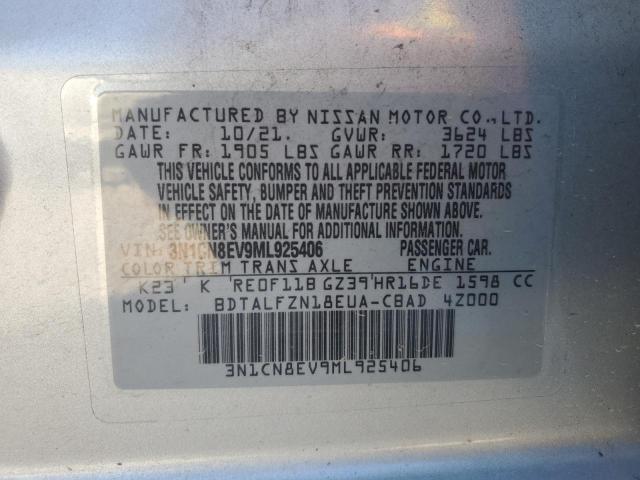 MANUFACTURED BY NISSAN MOTOR CO.,LTD.
DATE: 10/21. GVWR: 3624 LBS
GAWR FR: 1905 LBS GAWR RR: 1720 LBS
THIS VEHICLE CONFORMS TO ALL APPLICABLE FEDERAL MOTOR
VEHICLE SAFETY, BUMPER AND THEFT PREVENTION STANDARDS
IN EFFECT ON THE DATE OF MANUFACTURE SHOWN ABOVE.
SEE OWNER'S MANUAL FOR ADDITIONAL INFORMATION.
VIN: 3N1CN8EV9ML925406 PASSENGER CAR.
COLOR TRIM TRANS AXLE ENGINE
K23 K RE0F11B GZ39 HR16DE 1598 CC
MODEL: BDTALFZN18EUA-CBAD 4Z000
3N1CN8EV9ML925406